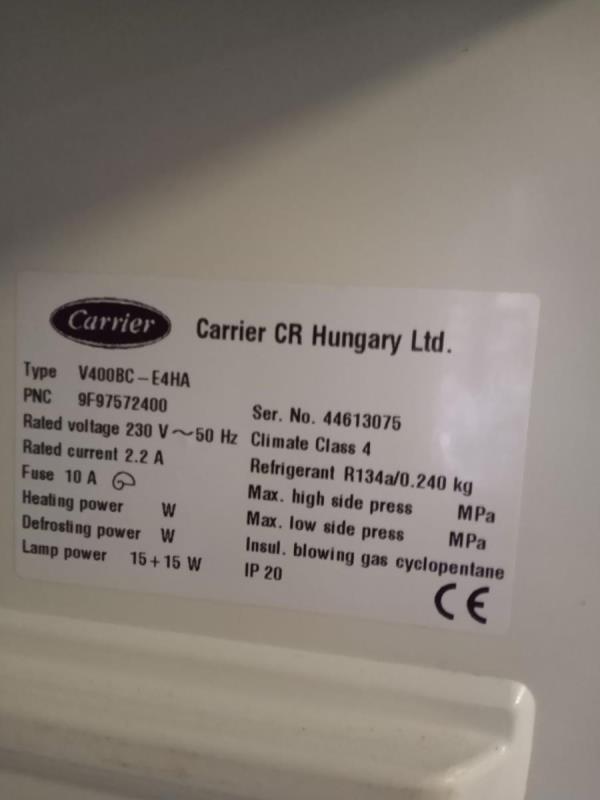 Carrier
Carrier CR Hungary Ltd.
Type V400BC-E4HA
PNC 9F97572400
Rated voltage 230 V ~ 50 Hz
Rated current 2.2 A
Fuse 10 A
Heating power W
Defrosting power W
Lamp power 15+15 W
Ser. No. 44613075
Climate Class 4
Refrigerant R134a/0.240 kg
Max. high side press MPa
Max. low side press MPa
Insul. blowing gas cyclopentane
IP 20
CE